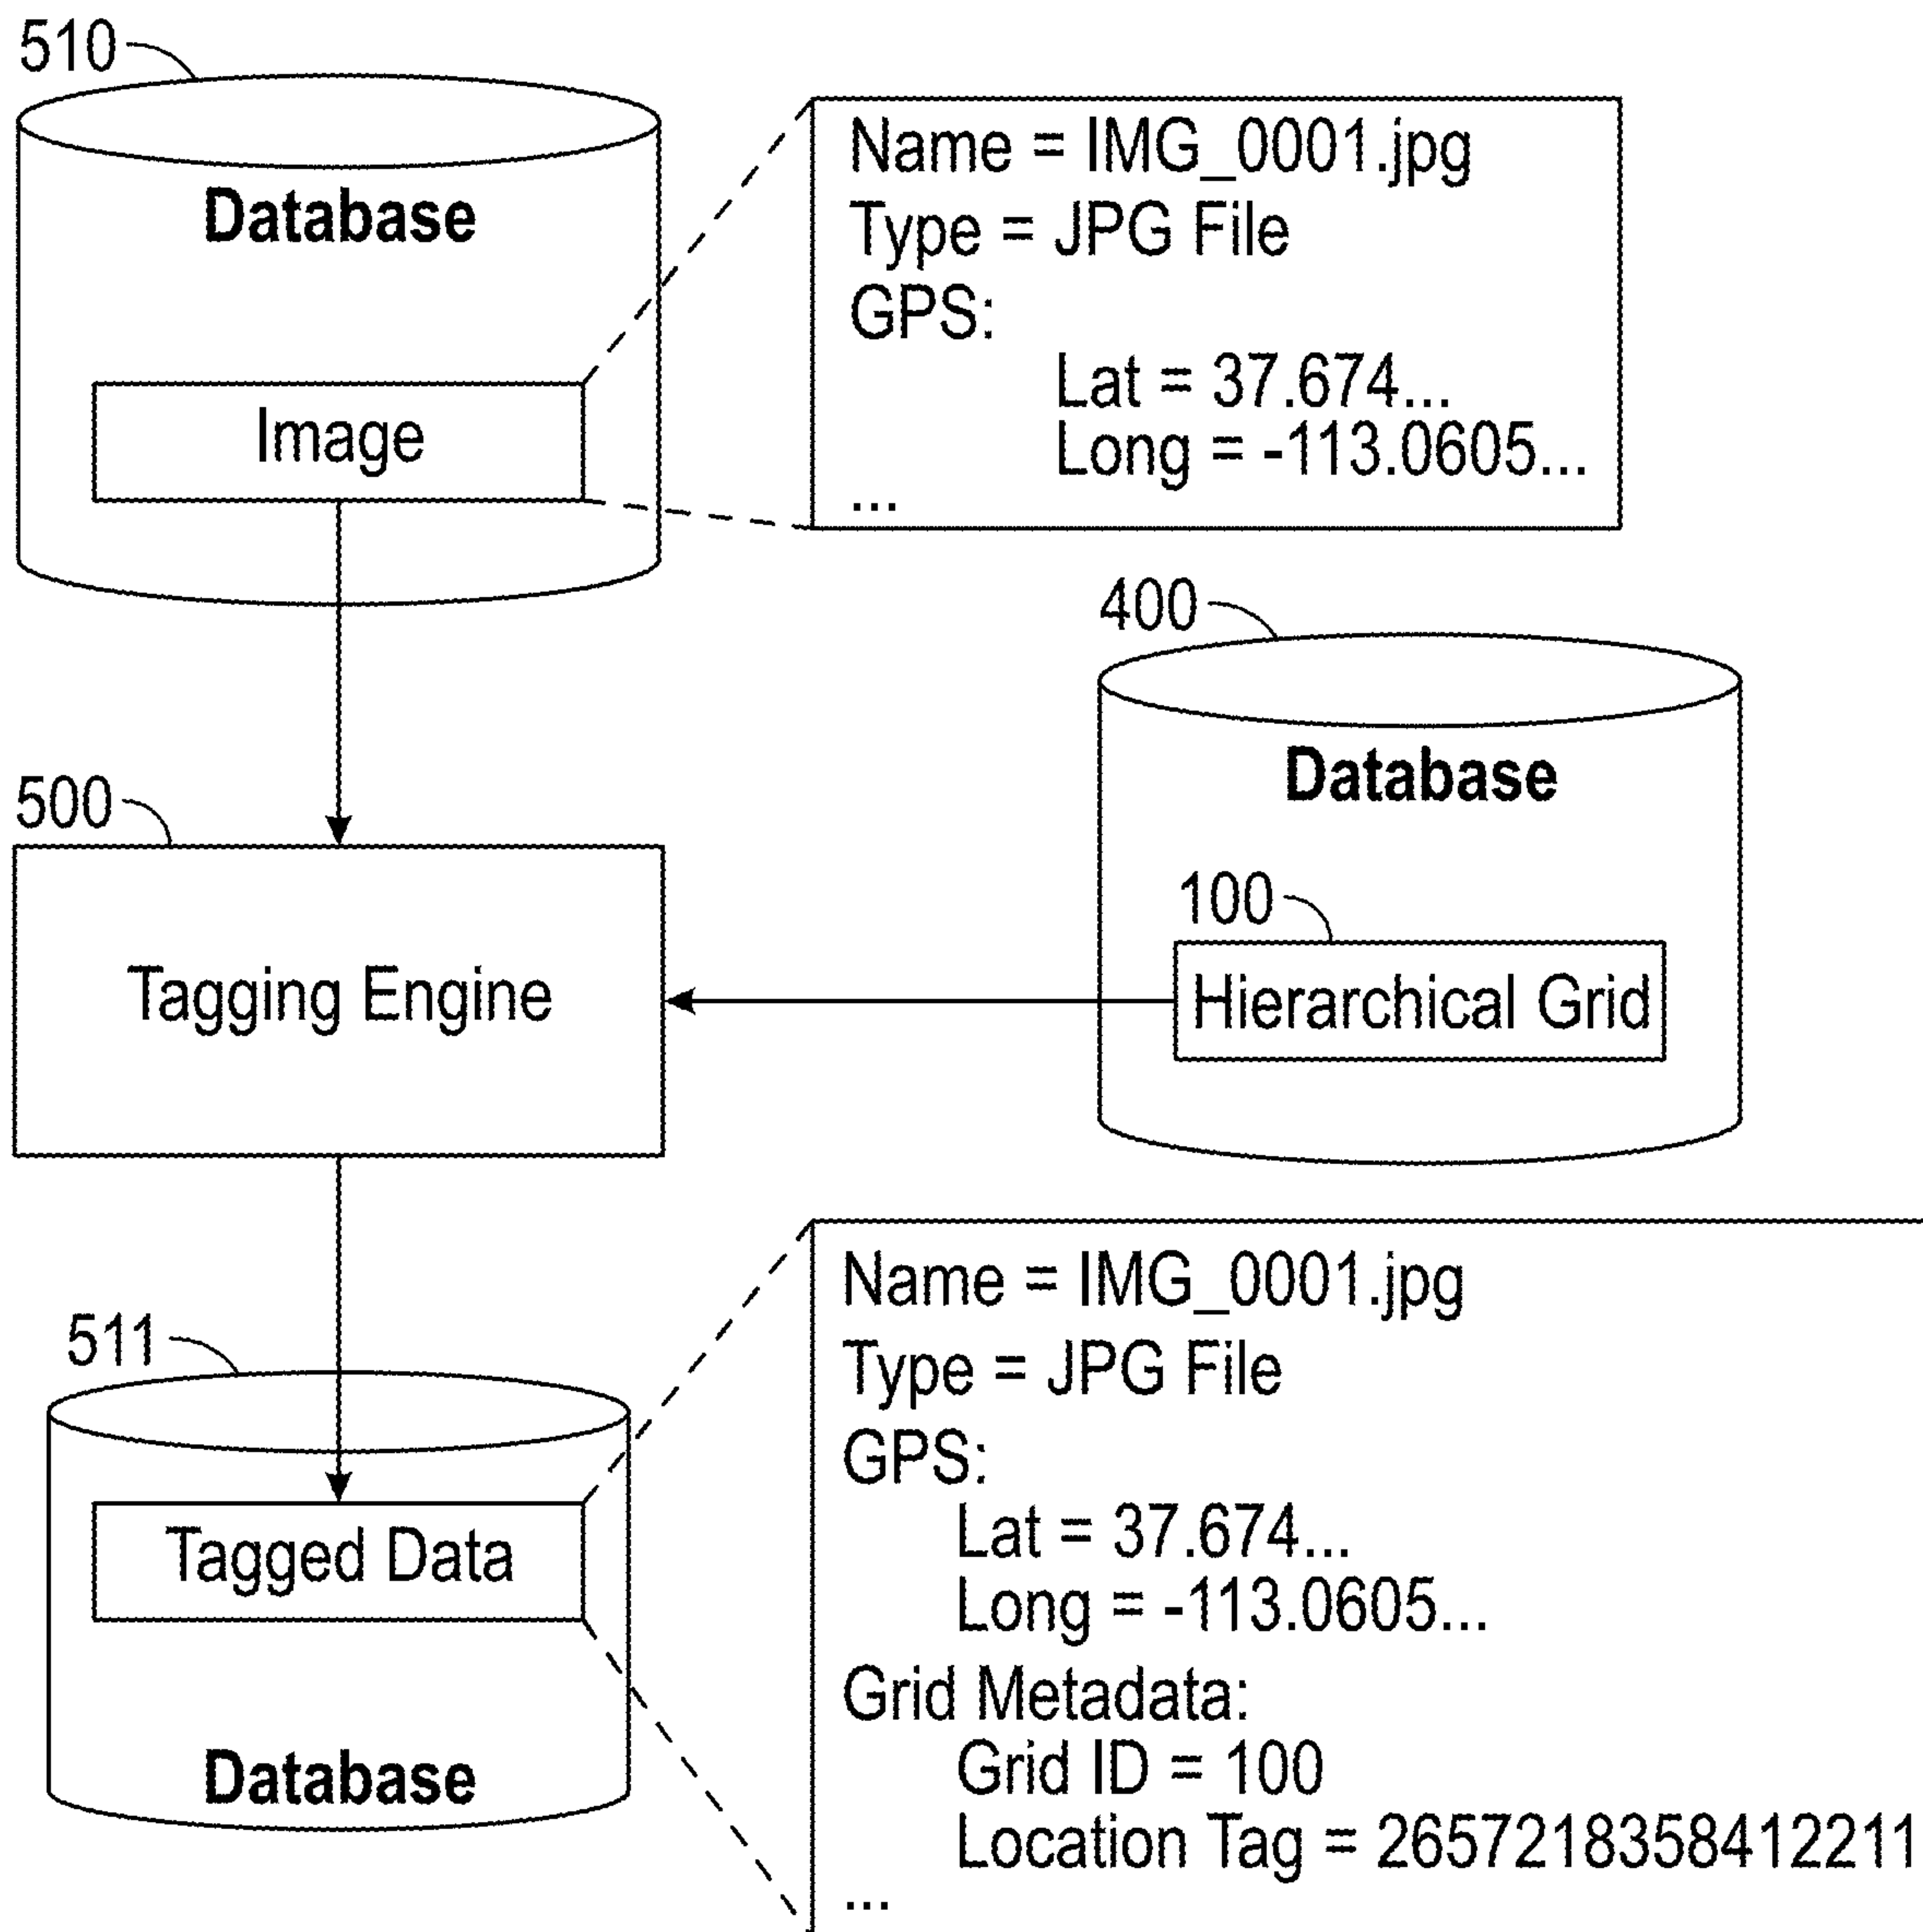 510
Database
Image
Name = IMG_0001.jpg
Type = JPG File
GPS:
Lat = 37.674...
Long = -113.0605...
...
400
Database
100
Hierarchical Grid
500
Tagging Engine
511
Tagged Data
Database
Name = IMG_0001.jpg
Type = JPG File
GPS:
Lat = 37.674...
Long = -113.0605...
Grid Metadata:
Grid ID = 100
Location Tag = 2657218358412211
...